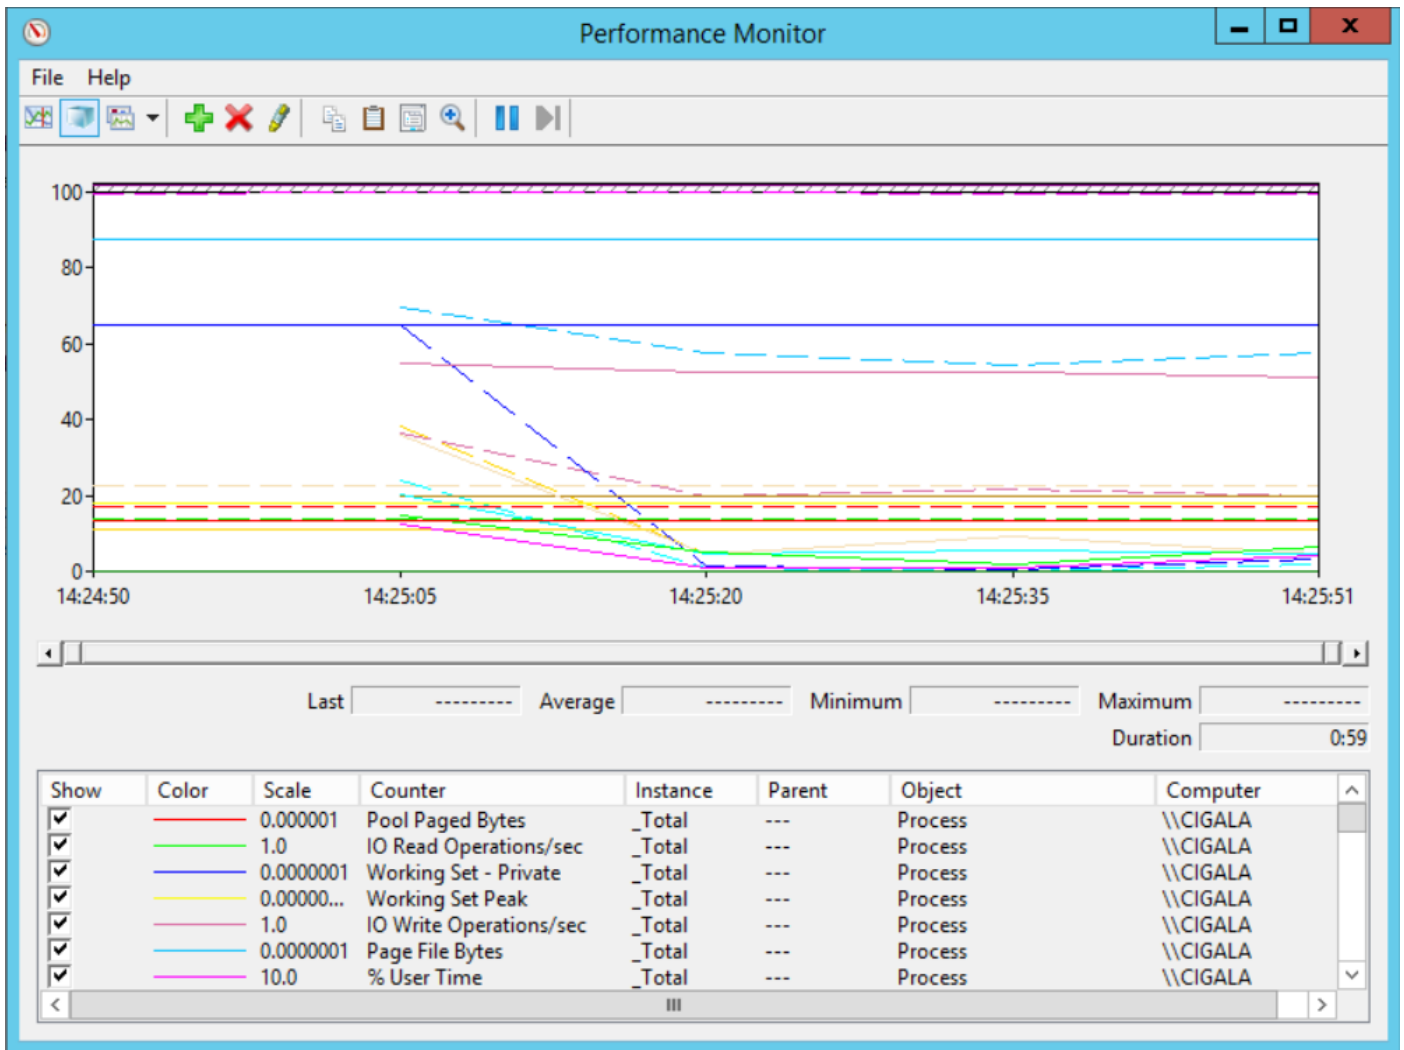 Performance Monitor
File Help
100
80
60
40
20
0
14:24:50 14:25:05 14:25:20 14:25:35 14:25:51
Last --------- Average --------- Minimum --------- Maximum ---------
Duration 0:59
Show Color Scale Counter Instance Parent Object Computer
0.000001 Pool Paged Bytes _Total --- Process \\CIGALA
1.0 IO Read Operations/sec _Total --- Process \\CIGALA
0.0000001 Working Set - Private _Total --- Process \\CIGALA
0.00000... Working Set Peak _Total --- Process \\CIGALA
1.0 IO Write Operations/sec _Total --- Process \\CIGALA
0.0000001 Page File Bytes _Total --- Process \\CIGALA
10.0 % User Time _Total --- Process \\CIGALA